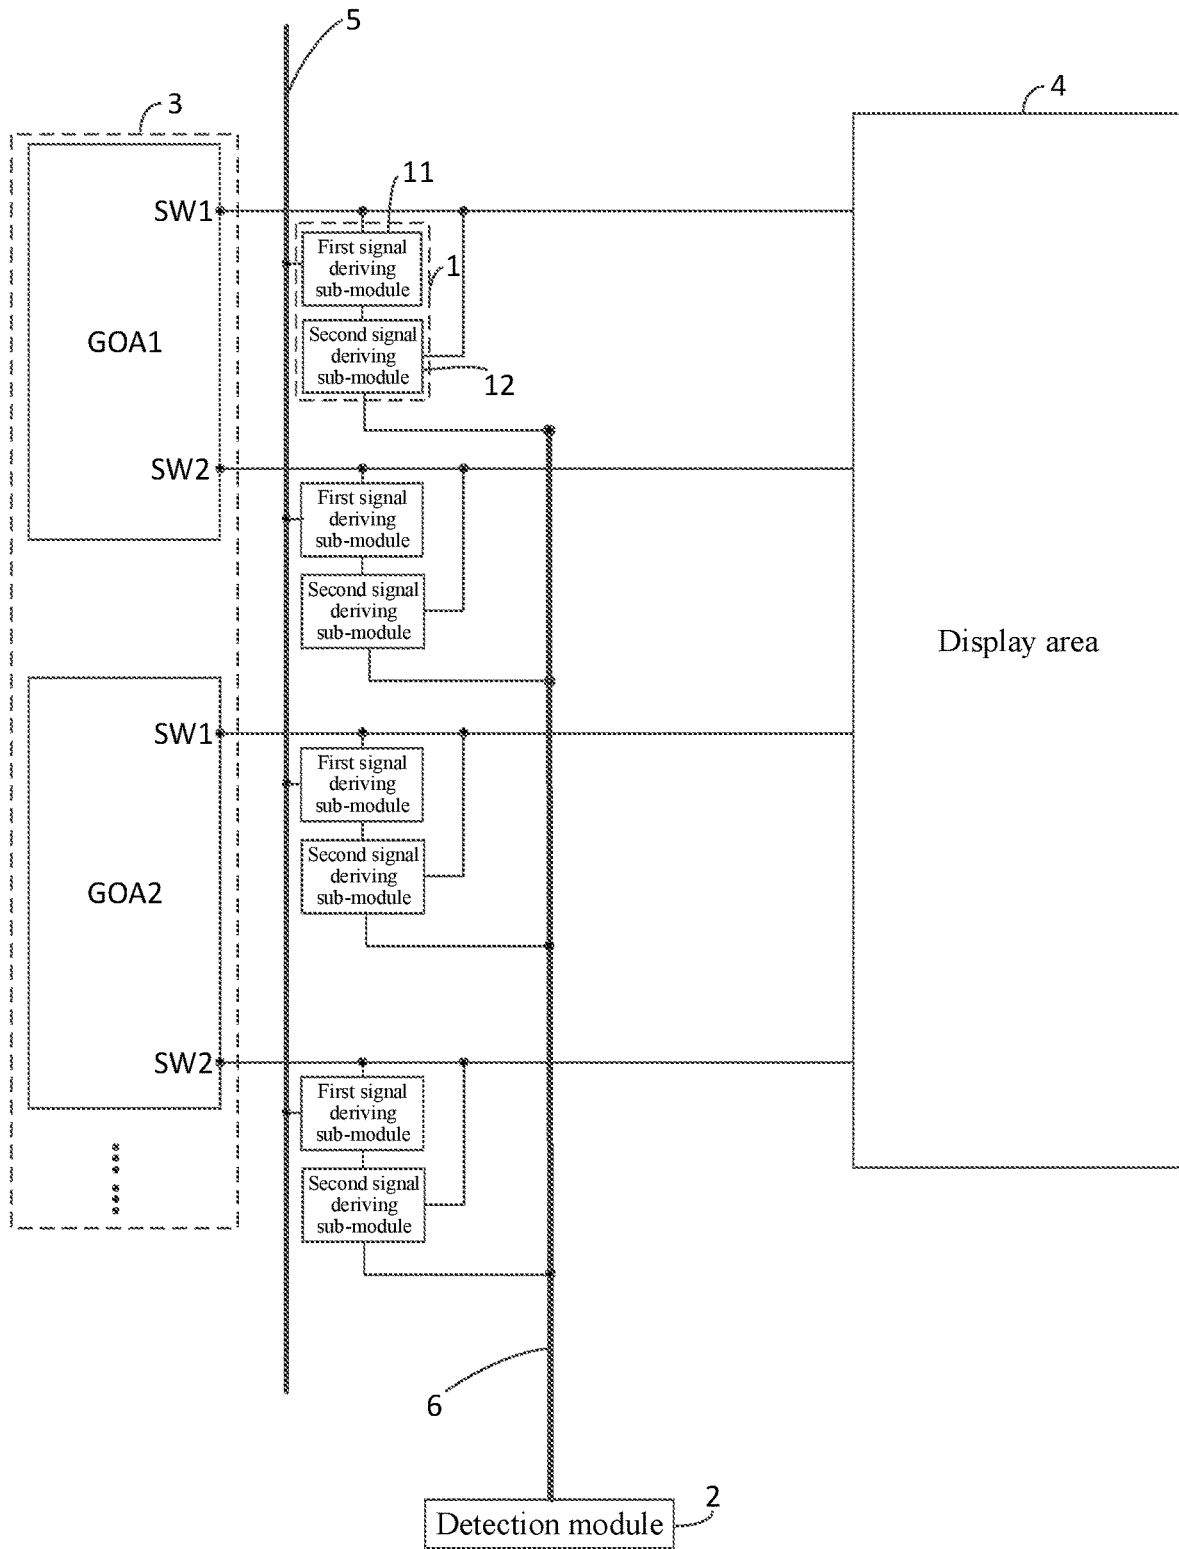 5
3
4
SW1
11
First signal
deriving
sub-module
1
GOA1
Second signal
deriving
sub-module
12
SW2
First signal
deriving
sub-module
Second signal
deriving
sub-module
Display area
SW1
First signal
deriving
sub-module
GOA2
Second signal
deriving
sub-module
SW2
First signal
deriving
sub-module
Second signal
deriving
sub-module
6
2
Detection module